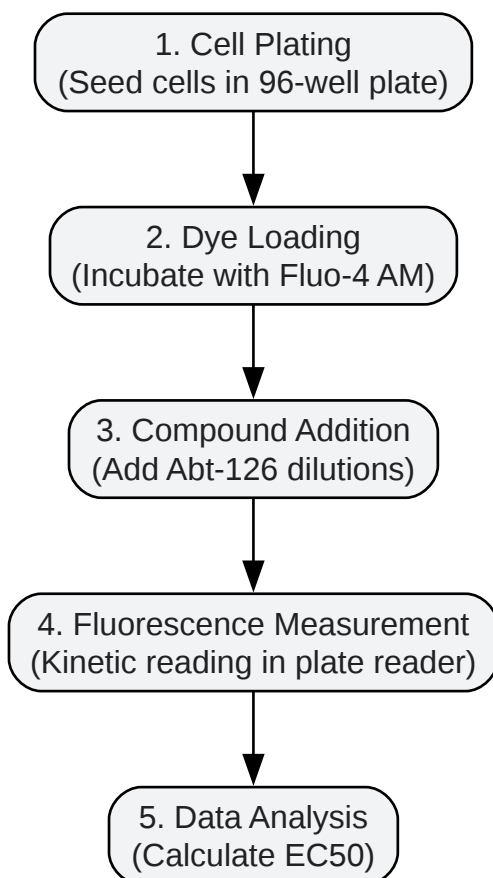 1. Cell Plating
(Seed cells in 96-well plate)
2. Dye Loading
(Incubate with Fluo-4 AM)
3. Compound Addition
(Add Abt-126 dilutions)
4. Fluorescence Measurement
(Kinetic reading in plate reader)
5. Data Analysis
(Calculate EC50)